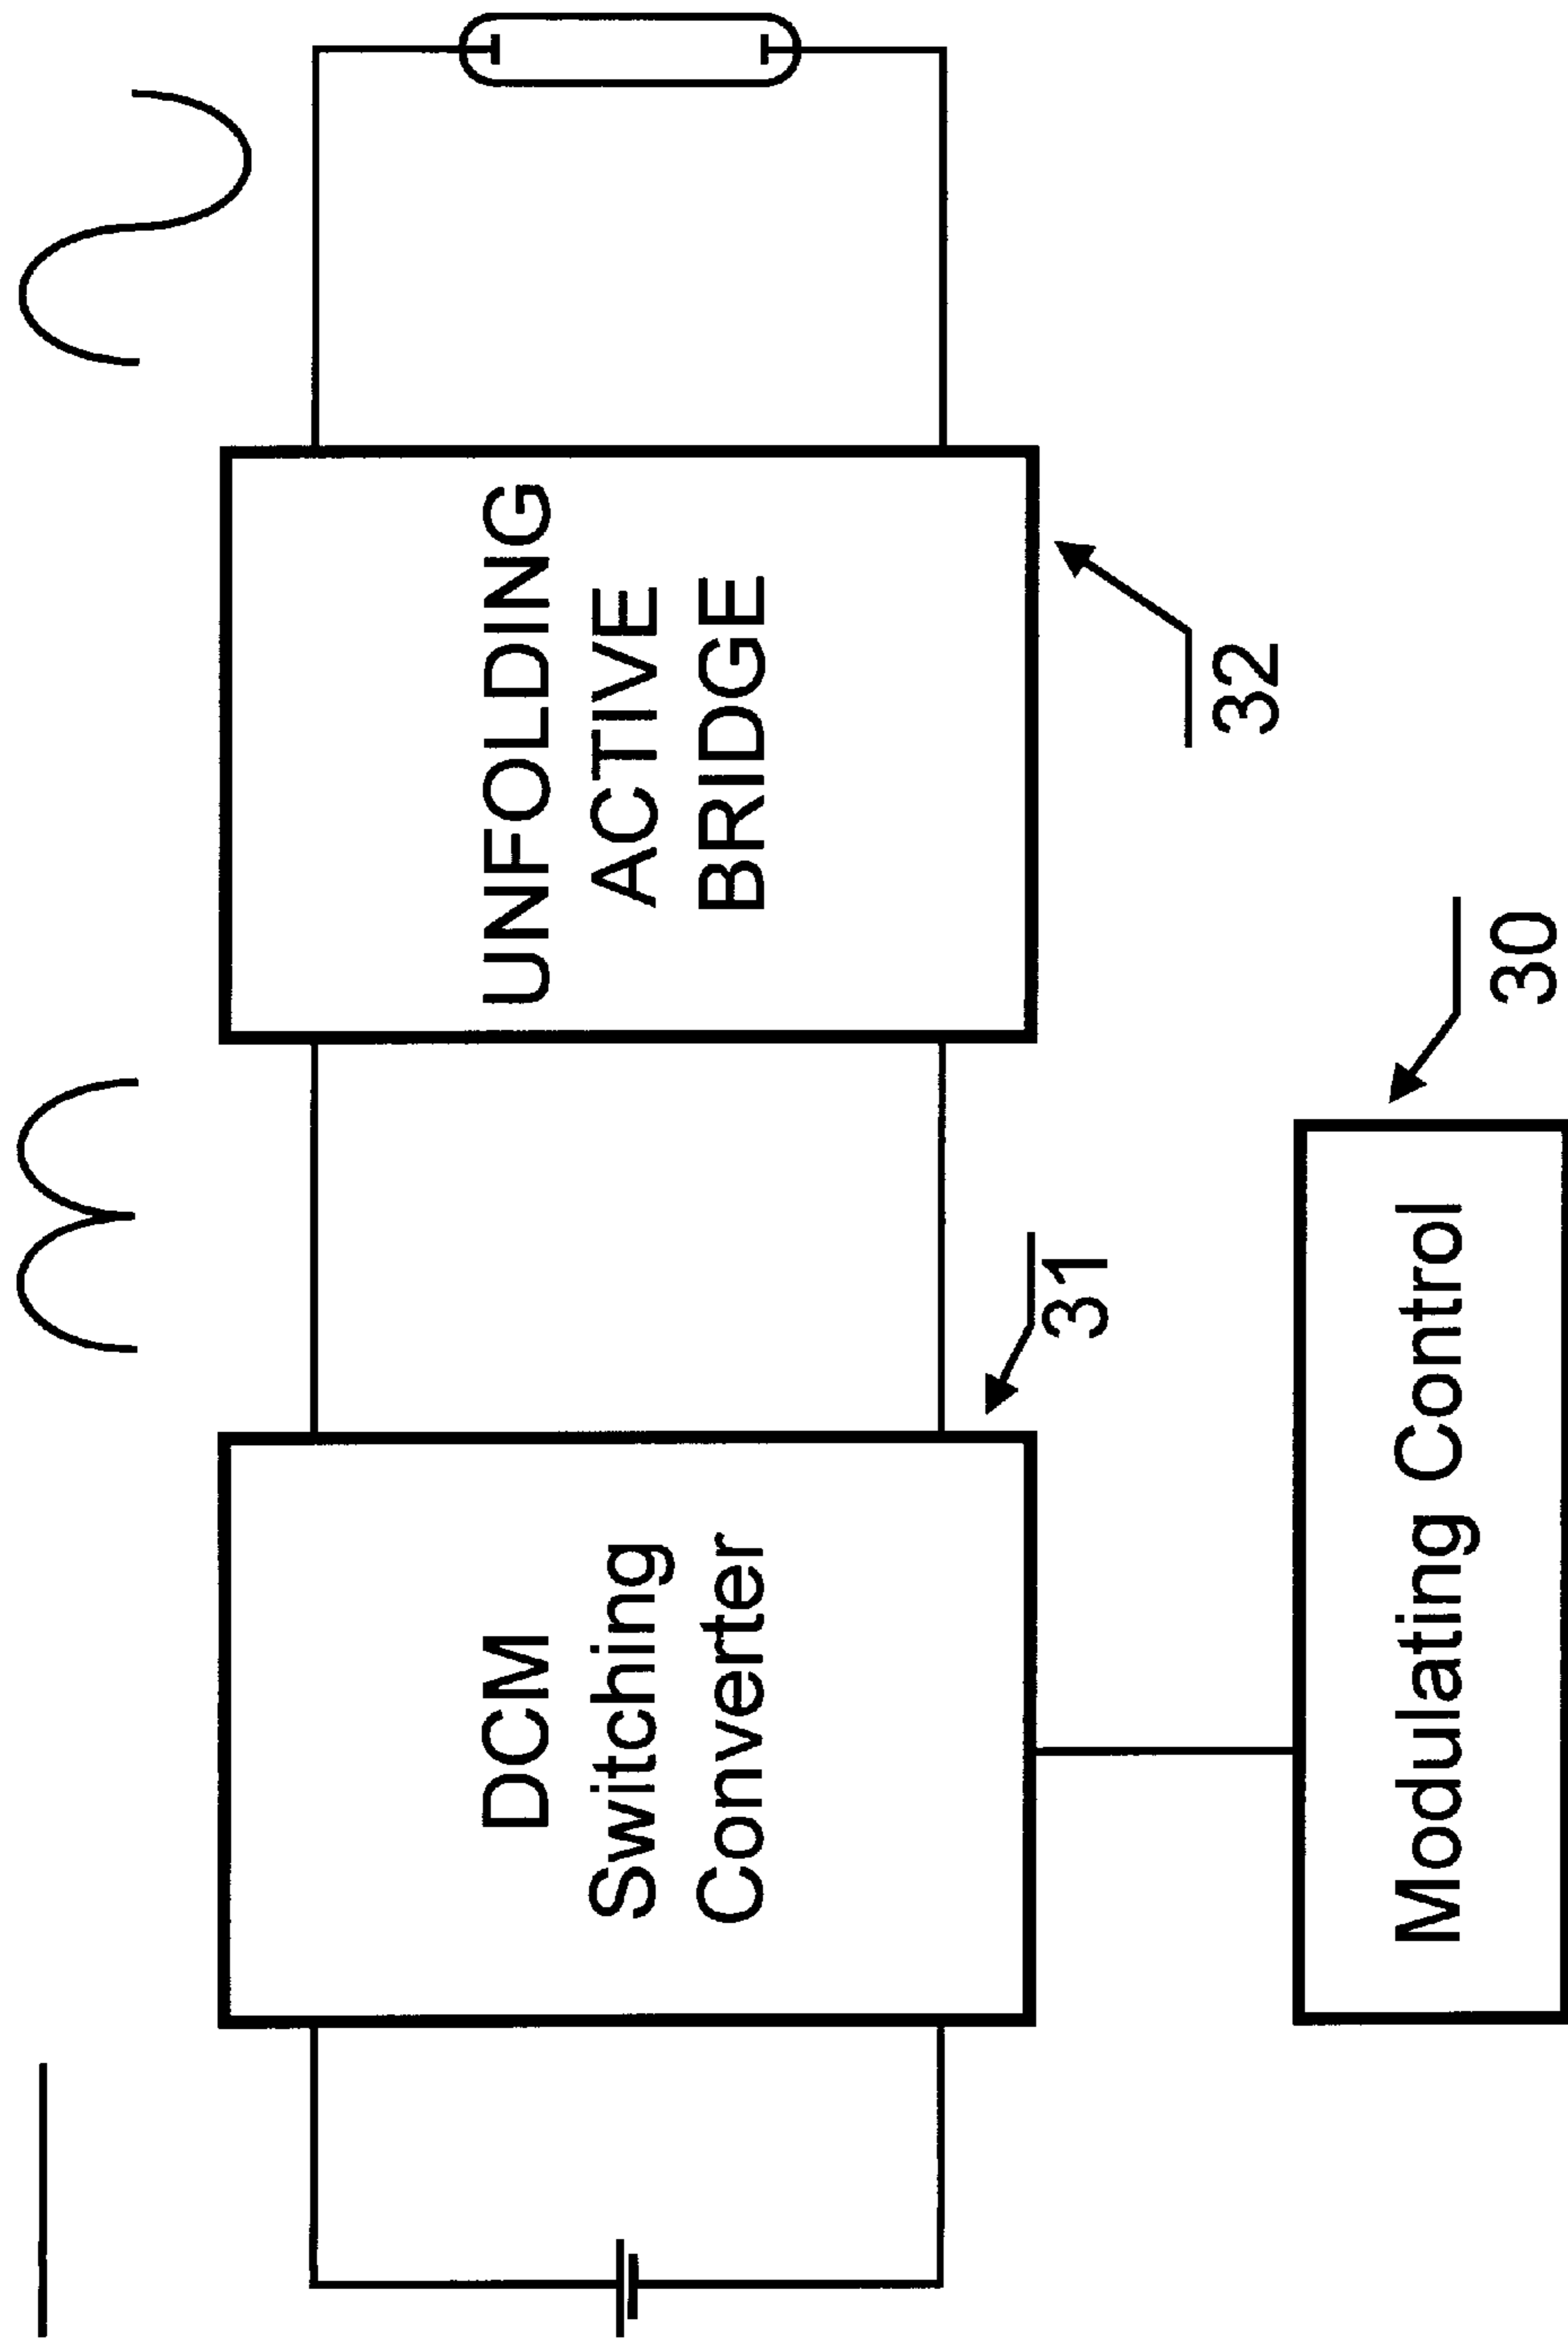 DCM
Switching
Converter
31
UNFOLDING
ACTIVE
BRIDGE
32
Modulating Control
30